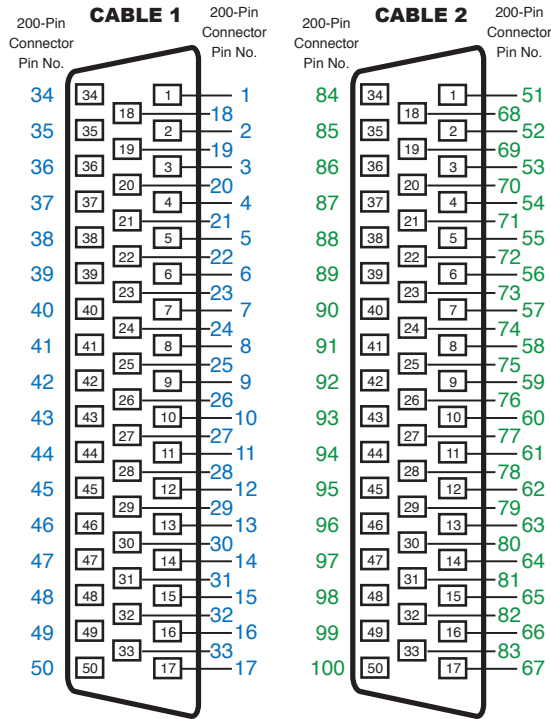 CABLE 1
200-Pin
Connector
Pin No.
200-Pin
Connector
Pin No.
34 34 1 1
18 18
35 35 2 2
19 19
36 36 3 3
20 20
37 37 4 4
21 21
38 38 5 5
22 22
39 39 6 6
23 23
40 40 7 7
24 24
41 41 8 8
25 25
42 42 9 9
26 26
43 43 10 10
27 27
44 44 11 11
28 28
45 45 12 12
29 29
46 46 13 13
30 30
47 47 14 14
31 31
48 48 15 15
32 32
49 49 16 16
33 33
50 50 17 17
CABLE 2
200-Pin
Connector
Pin No.
200-Pin
Connector
Pin No.
84 34 1 51
18 68
85 35 2 52
19 69
86 36 3 53
20 70
87 37 4 54
21 71
88 38 5 55
22 72
89 39 6 56
23 73
90 40 7 57
24 74
91 41 8 58
25 75
92 42 9 59
26 76
93 43 10 60
27 77
94 44 11 61
28 78
95 45 12 62
29 79
96 46 13 63
30 80
97 47 14 64
31 81
98 48 15 65
32 82
99 49 16 66
33 83
100 50 17 67